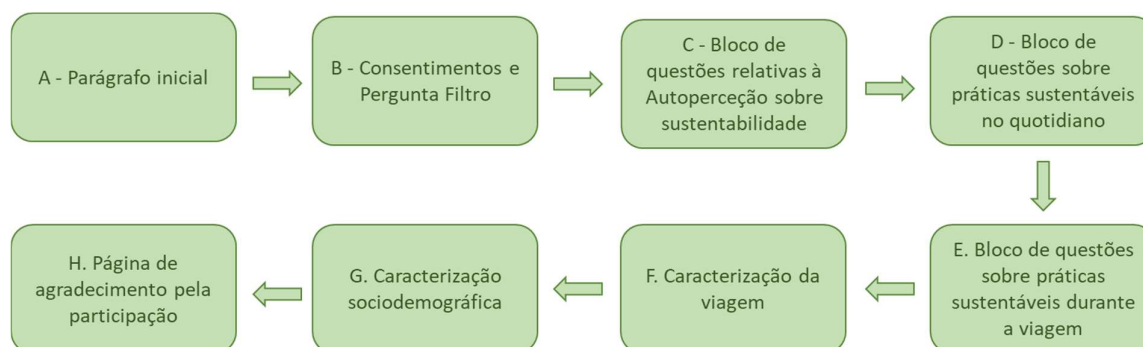 A - Parágrafo inicial
B - Consentimentos e
Pergunta Filtro
C - Bloco de
questões relativas à
Autoperceção sobre
sustentabilidade
D - Bloco de
questões sobre
práticas sustentáveis
no quotidiano
E. Bloco de questões
sobre práticas
sustentáveis durante
a viagem
F. Caracterização da
viagem
G. Caracterização
sociodemográfica
H. Página de
agradecimento pela
participação